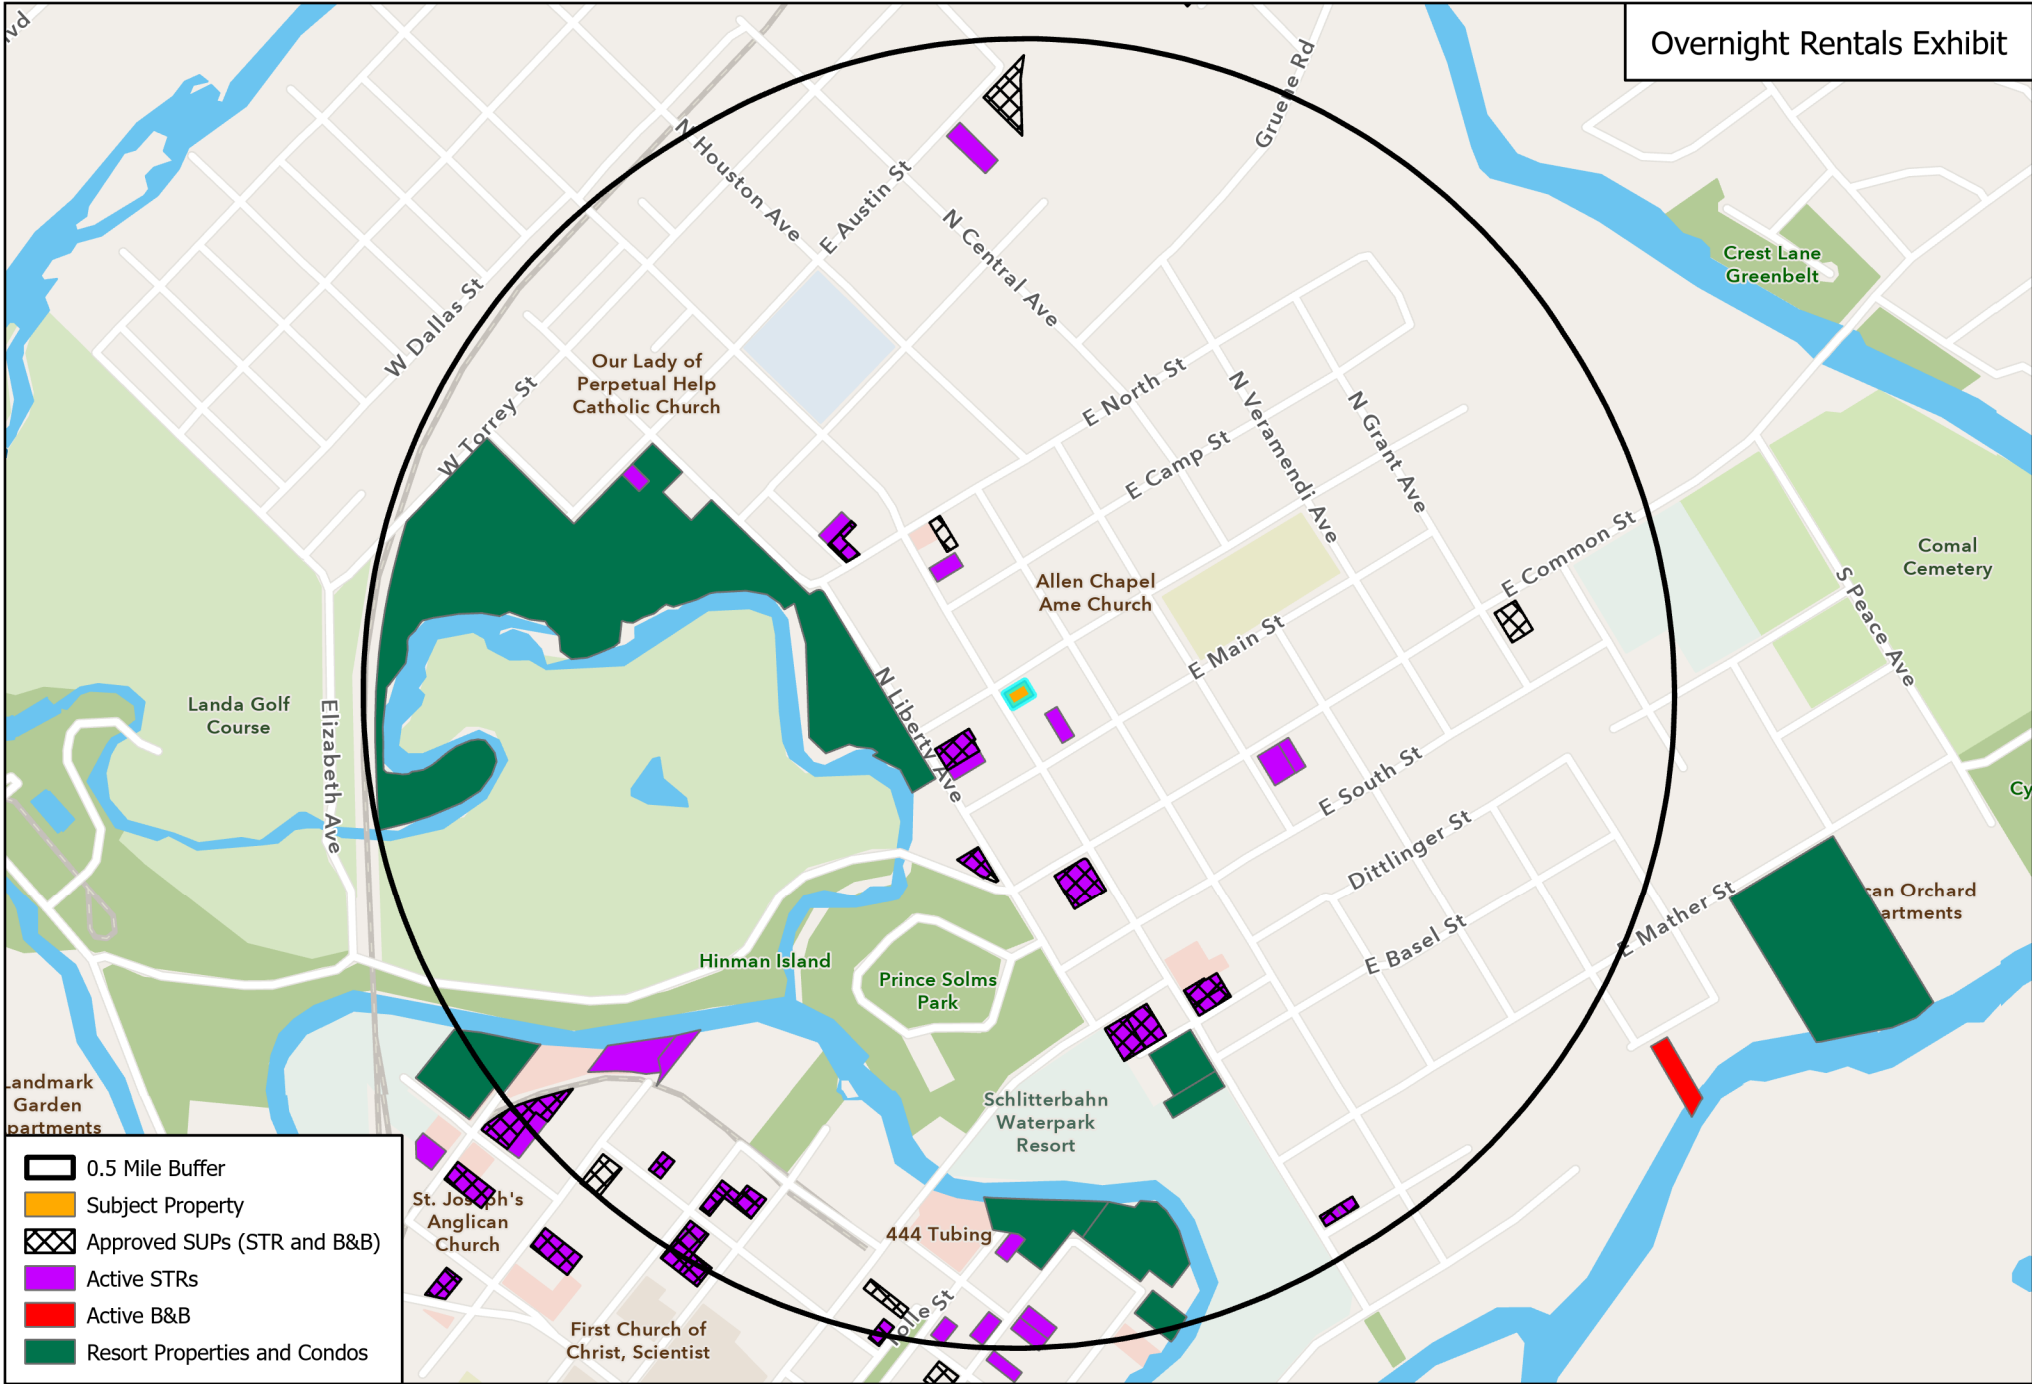 Overnight Rentals Exhibit
Gruene Rd
N Houston Ave
E Austin St
N Central Ave
Crest Lane
Greenbelt
W Dallas St
W Torrey St
Our Lady of
Perpetual Help
Catholic Church
E North St
E Camp St
N Veramendi Ave
N Grant Ave
E Common St
Comal
Cemetery
S Peace Ave
Allen Chapel
Ame Church
E Main St
Landa Golf
Course
Elizabeth Ave
N Liberty Ave
E South St
Dittlinger St
E Basel St
E Mather St
Orchard
Hinman Island
Prince Solms
Park
Schlitterbahn
Waterpark
Resort
Garden
St. Joseph's
Anglican
Church
444 Tubing
First Church of
Christ, Scientist
0.5 Mile Buffer
Subject Property
Approved SUPs (STR and B&B)
Active STRs
Active B&B
Resort Properties and Condos